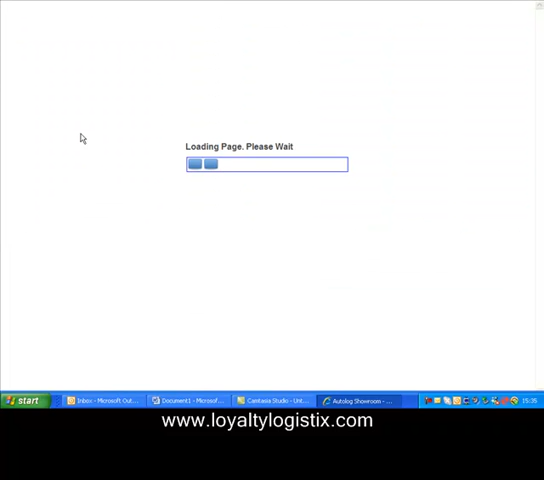 Loading Page. Please Wait
start
Inbox - Microsoft Out...
Document1 - Microsof...
Camtasia Studio - Unt...
Autolog Showroom - ...
15:35
www.loyaltylogistix.com